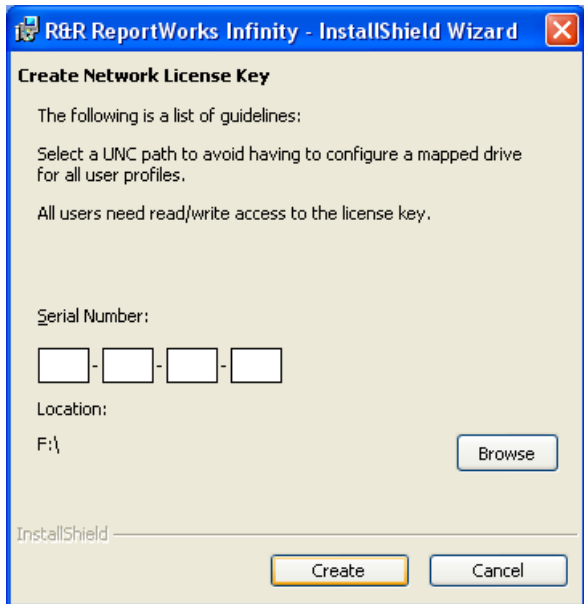 R&R ReportWorks Infinity - InstallShield Wizard
Create Network License Key
The following is a list of guidelines:
Select a UNC path to avoid having to configure a mapped drive
for all user profiles.
All users need read/write access to the license key.
Serial Number:
- - -
Location:
F:\
Browse
InstallShield
Create Cancel